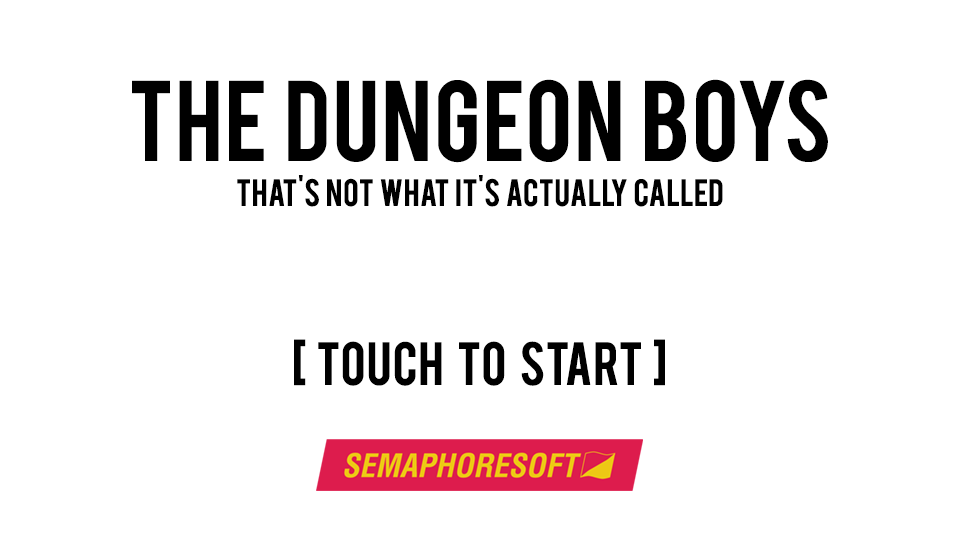 THE DUNGEON BOYS
THAT'S NOT WHAT IT'S ACTUALLY CALLED
[ TOUCH TO START ]
SEMAPHORESOFT